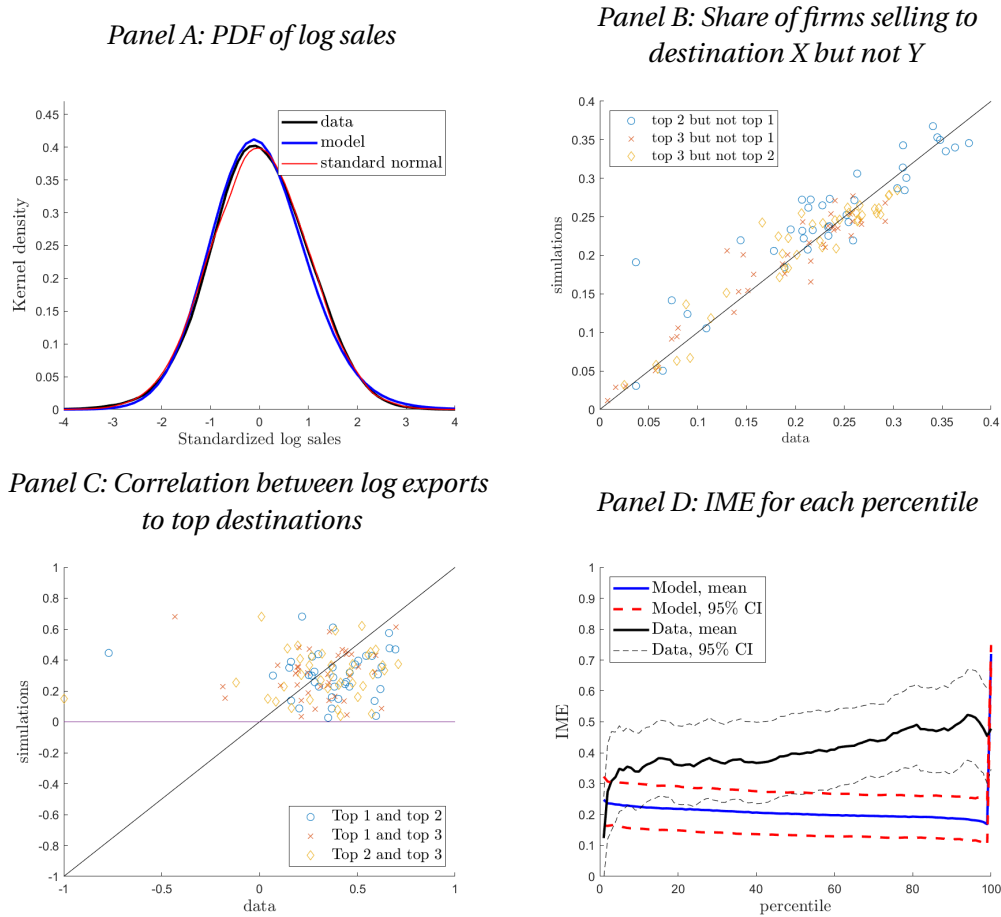 Panel A: PDF of log sales
0.45
0.4
0.35
0.3
0.25
0.2
0.15
0.1
0.05
0
Kernel density
data
model
standard normal
-4 -3 -2 -1 0 1 2 3 4
Standardized log sales
Panel B: Share of firms selling to
destination X but not Y
0.4
0.35
0.3
0.25
0.2
0.15
0.1
0.05
0
simulations
top 2 but not top 1
top 3 but not top 1
top 3 but not top 2
0 0.05 0.1 0.15 0.2 0.25 0.3 0.35 0.4
data
Panel C: Correlation between log exports
to top destinations
1
0.8
0.6
0.4
0.2
0
-0.2
-0.4
-0.6
-0.8
-1
simulations
Top 1 and top 2
Top 1 and top 3
Top 2 and top 3
-1 -0.5 0 0.5 1
data
Panel D: IME for each percentile
1
0.9
0.8
0.7
0.6
0.5
0.4
0.3
0.2
0.1
0
IME
Model, mean
Model, 95% CI
Data, mean
Data, 95% CI
0 20 40 60 80 100
percentile